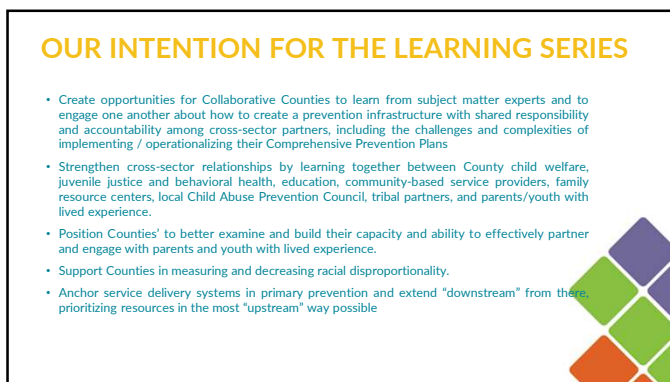 OUR INTENTION FOR THE LEARNING SERIES
• Create opportunities for Collaborative Counties to learn from subject matter experts and to
engage one another about how to create a prevention infrastructure with shared responsibility
and accountability among cross-sector partners, including the challenges and complexities of
implementing / operationalizing their Comprehensive Prevention Plans
• Strengthen cross-sector relationships by learning together between County child welfare,
juvenile justice and behavioral health, education, community-based service providers, family
resource centers, local Child Abuse Prevention Council, tribal partners, and parents/youth with
lived experience.
• Position Counties’ to better examine and build their capacity and ability to effectively partner
and engage with parents and youth with lived experience.
• Support Counties in measuring and decreasing racial disproportionality.
• Anchor service delivery systems in primary prevention and extend “downstream” from there,
prioritizing resources in the most “upstream” way possible